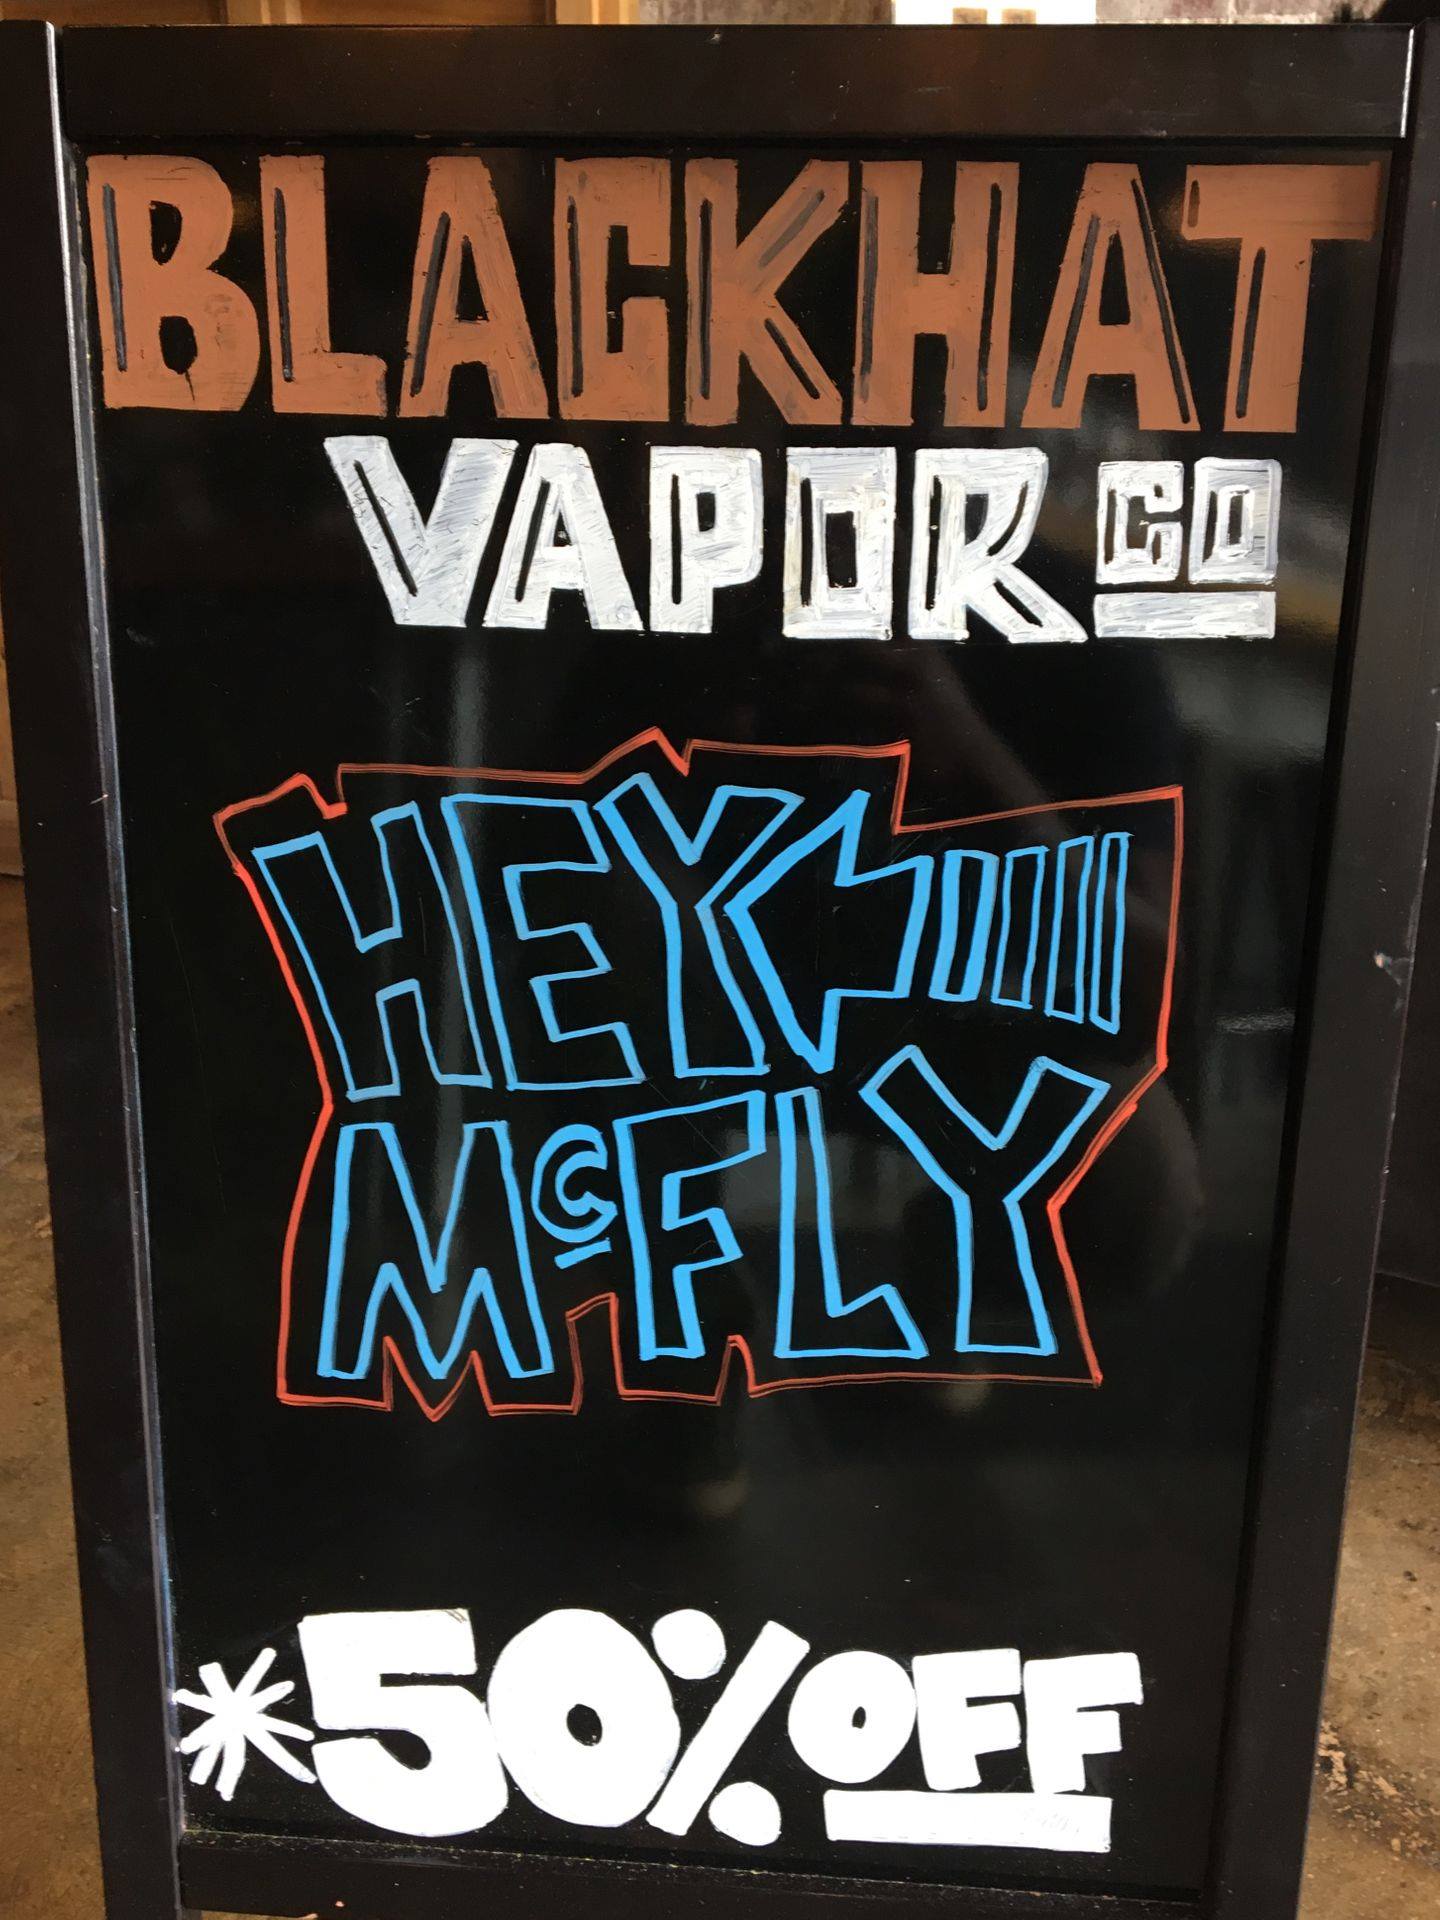 BLACKHAT
VAPOR CO
HEY
McFLY
*50% OFF